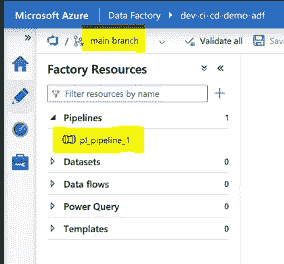 Microsoft Azure Data Factory dev-ci-cd-demo-adf
main branch Validate all Save
Factory Resources
Filter resources by name
Pipelines 1
pl_pipeline_1
Datasets 0
Data flows 0
Power Query 0
Templates 0